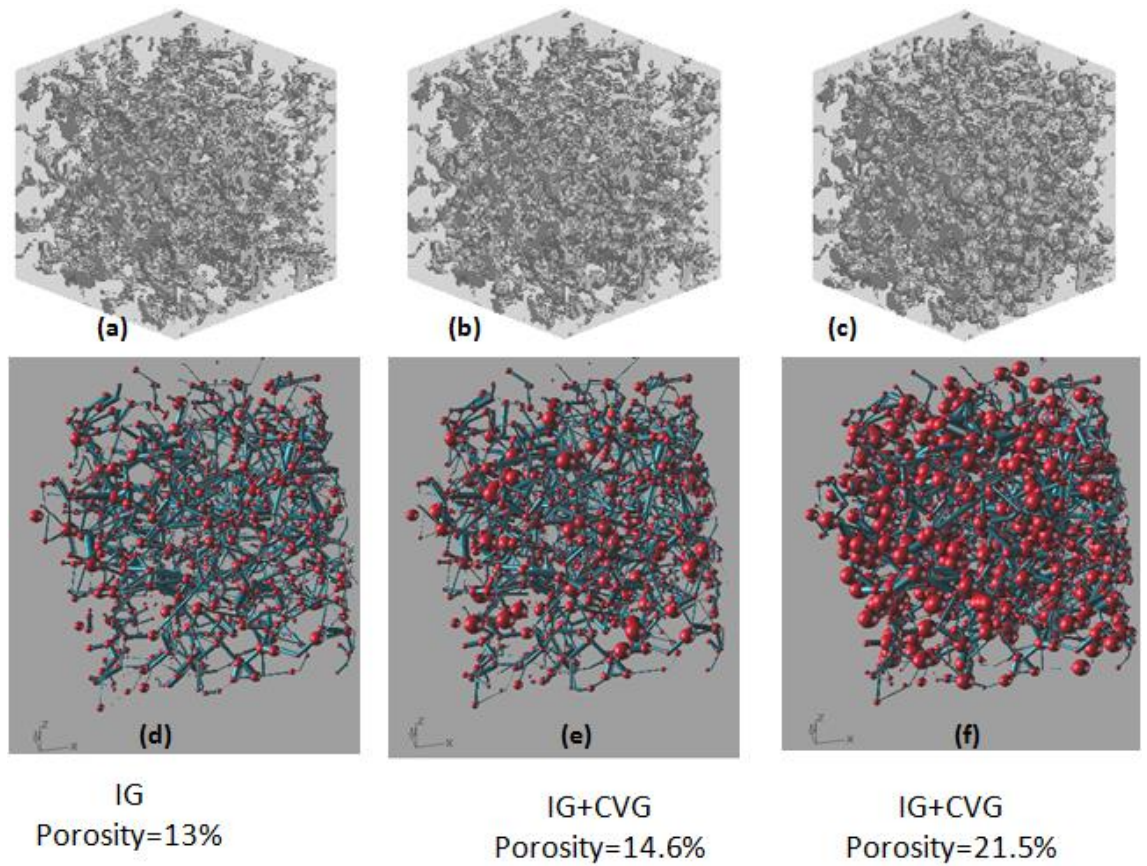 (a)
(b)
(c)
(d)
(e)
(f)
Z
X
Z
X
Z
X
IG
Porosity=13%
IG+CVG
Porosity=14.6%
IG+CVG
Porosity=21.5%